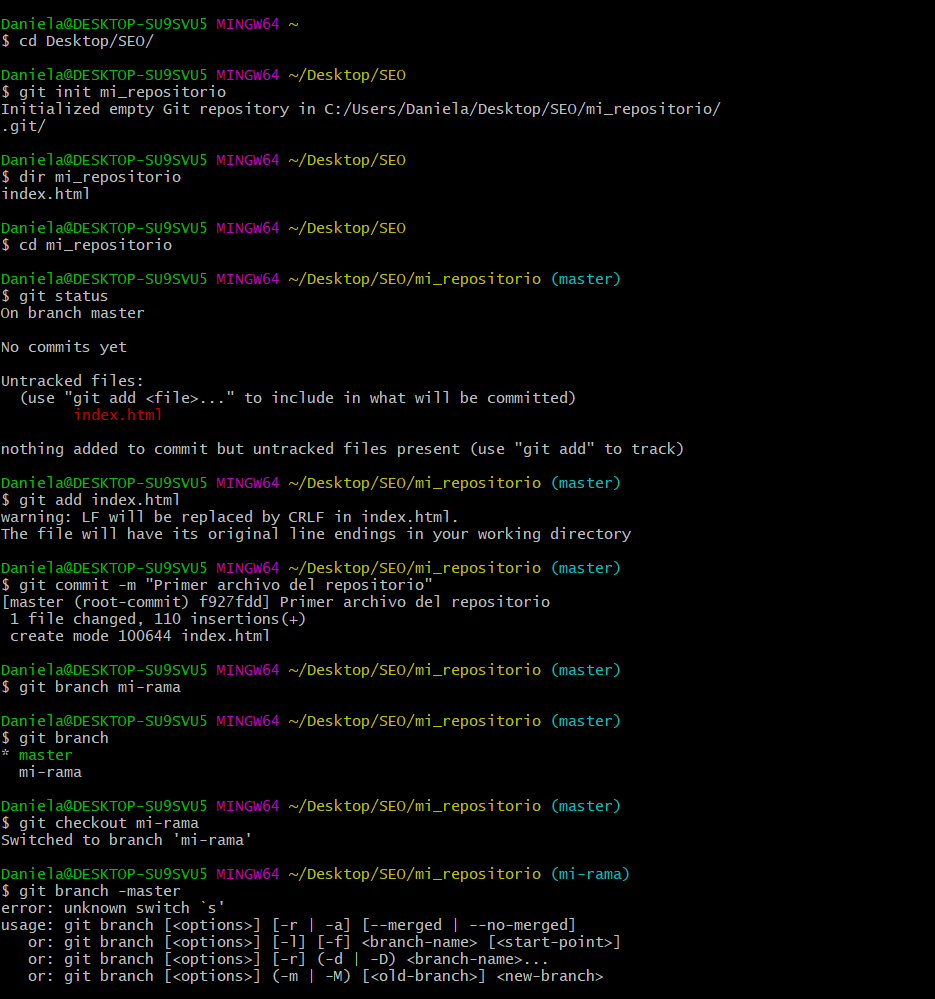 Daniela@DESKTOP-SU9SVU5 MINGW64 ~
$ cd Desktop/SEO/
Daniela@DESKTOP-SU9SVU5 MINGW64 ~/Desktop/SEO
$ git init mi_repositorio
Initialized empty Git repository in C:/Users/Daniela/Desktop/SEO/mi_repositorio/
.git/
Daniela@DESKTOP-SU9SVU5 MINGW64 ~/Desktop/SEO
$ dir mi_repositorio
index.html
Daniela@DESKTOP-SU9SVU5 MINGW64 ~/Desktop/SEO
$ cd mi_repositorio
Daniela@DESKTOP-SU9SVU5 MINGW64 ~/Desktop/SEO/mi_repositorio (master)
$ git status
On branch master
No commits yet
Untracked files:
  (use "git add <file>..." to include in what will be committed)
        index.html
nothing added to commit but untracked files present (use "git add" to track)
Daniela@DESKTOP-SU9SVU5 MINGW64 ~/Desktop/SEO/mi_repositorio (master)
$ git add index.html
warning: LF will be replaced by CRLF in index.html.
The file will have its original line endings in your working directory
Daniela@DESKTOP-SU9SVU5 MINGW64 ~/Desktop/SEO/mi_repositorio (master)
$ git commit -m "Primer archivo del repositorio"
[master (root-commit) f927fdd] Primer archivo del repositorio
 1 file changed, 110 insertions(+)
 create mode 100644 index.html
Daniela@DESKTOP-SU9SVU5 MINGW64 ~/Desktop/SEO/mi_repositorio (master)
$ git branch mi-rama
Daniela@DESKTOP-SU9SVU5 MINGW64 ~/Desktop/SEO/mi_repositorio (master)
$ git branch
* master
  mi-rama
Daniela@DESKTOP-SU9SVU5 MINGW64 ~/Desktop/SEO/mi_repositorio (master)
$ git checkout mi-rama
Switched to branch 'mi-rama'
Daniela@DESKTOP-SU9SVU5 MINGW64 ~/Desktop/SEO/mi_repositorio (mi-rama)
$ git branch -master
error: unknown switch `s'
usage: git branch [<options>] [-r | -a] [--merged | --no-merged]
   or: git branch [<options>] [-l] [-f] <branch-name> [<start-point>]
   or: git branch [<options>] [-r] (-d | -D) <branch-name>...
   or: git branch [<options>] (-m | -M) [<old-branch>] <new-branch>